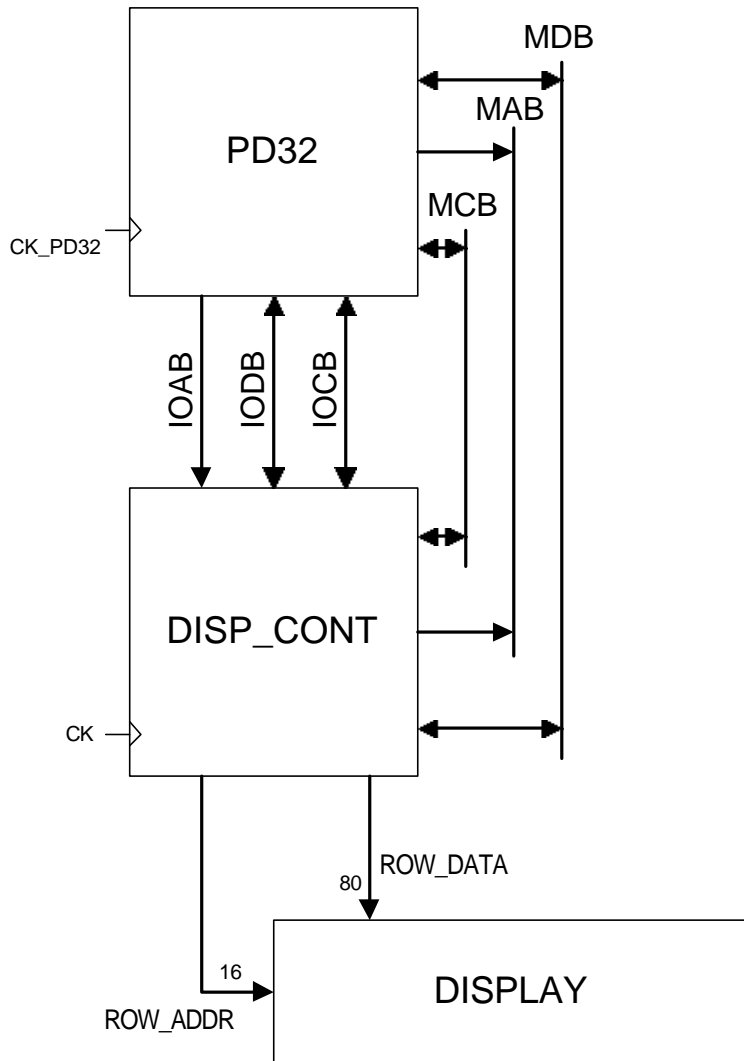 MDB
MAB
PD32
MCB
CK_PD32
IOAB
IODB
IOCB
DISP_CONT
CK
ROW_DATA
80
16
DISPLAY
ROW_ADDR